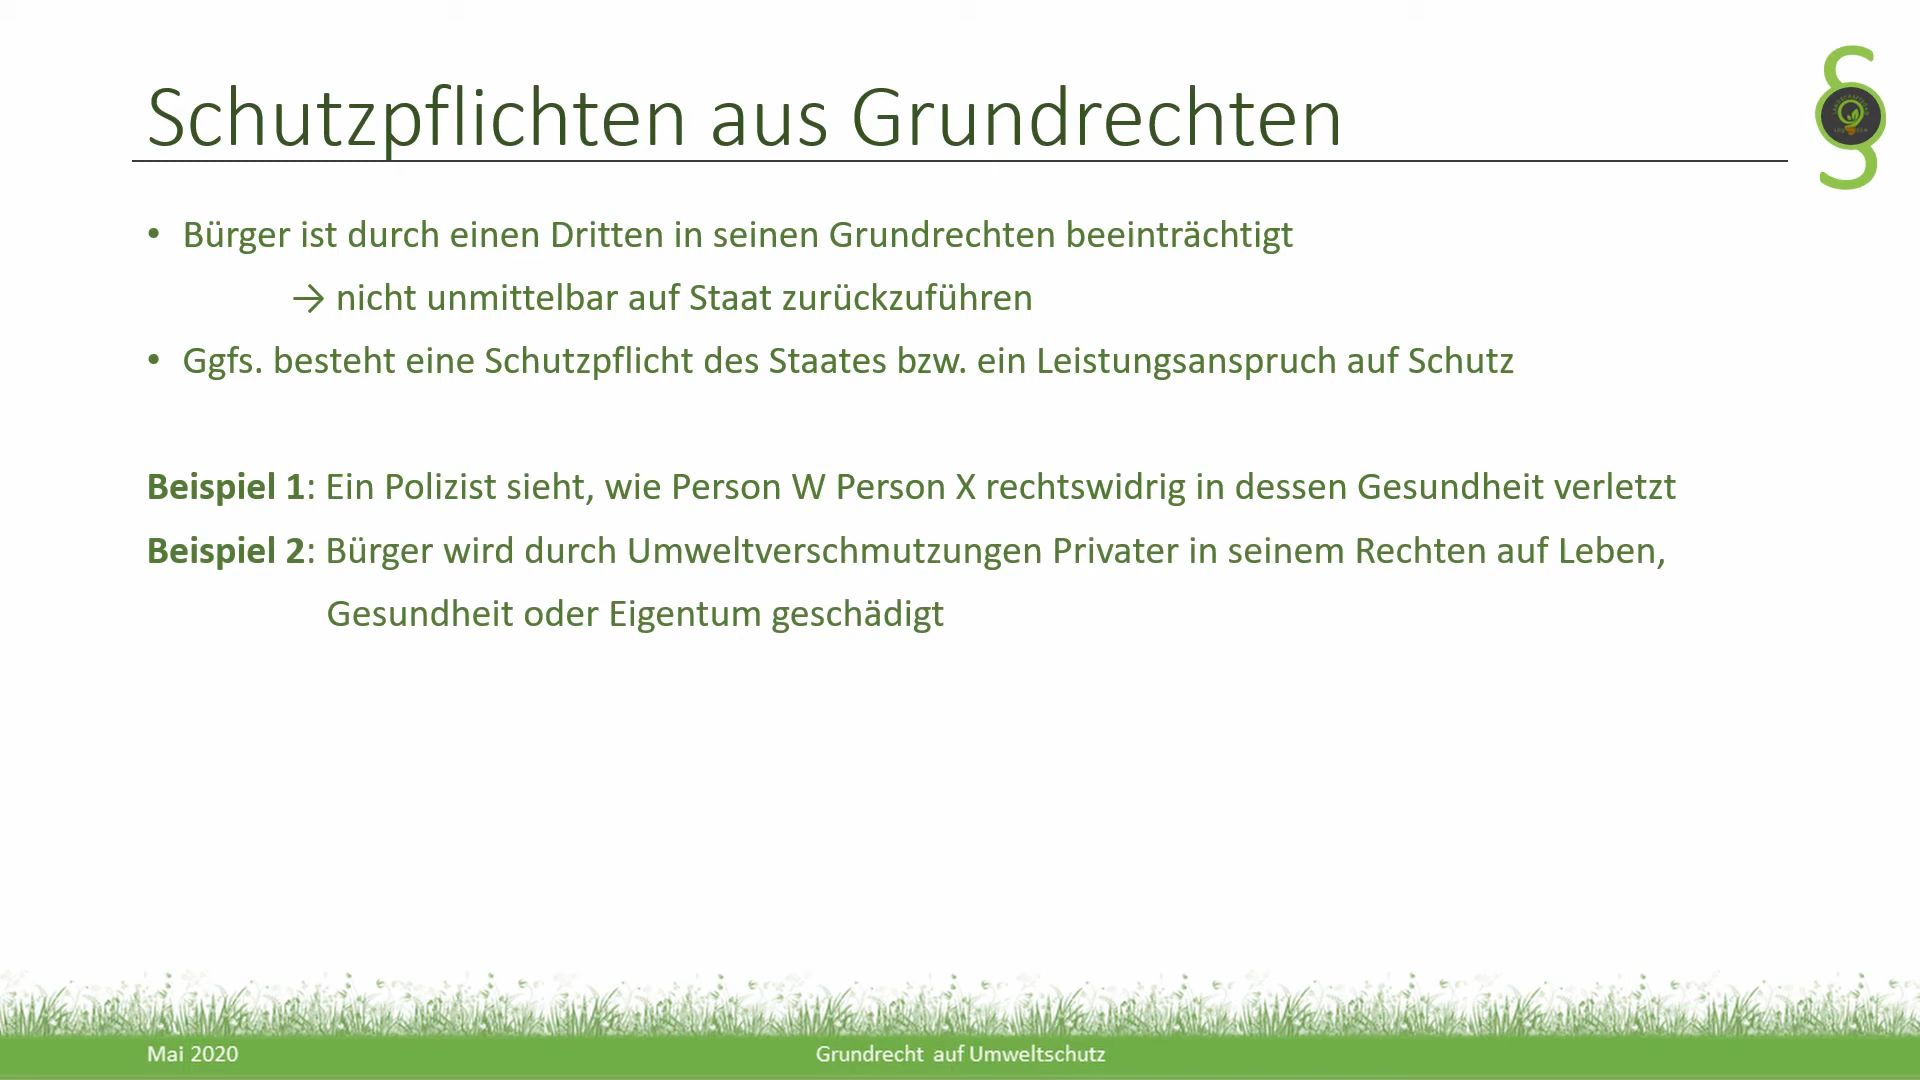 Schutzpflichten aus Grundrechten
• Bürger ist durch einen Dritten in seinen Grundrechten beeinträchtigt
→ nicht unmittelbar auf Staat zurückzuführen
• Ggfs. besteht eine Schutzpflicht des Staates bzw. ein Leistungsanspruch auf Schutz
Beispiel 1: Ein Polizist sieht, wie Person W Person X rechtswidrig in dessen Gesundheit verletzt
Beispiel 2: Bürger wird durch Umweltverschmutzungen Privater in seinem Rechten auf Leben,
Gesundheit oder Eigentum geschädigt
Mai 2020
Grundrecht auf Umweltschutz